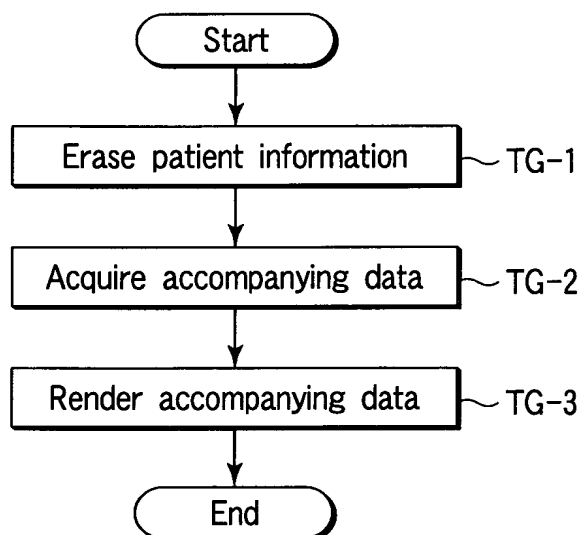 Start
Erase patient information TG-1
Acquire accompanying data TG-2
Render accompanying data TG-3
End